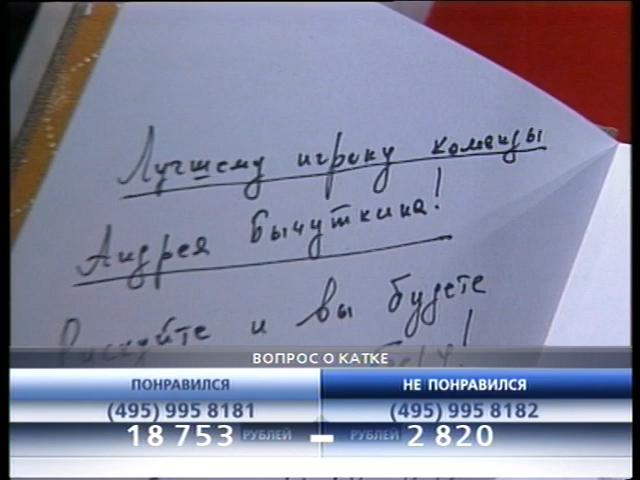 Лучшему игроку команды
Андрея Бычуткина!
Рискуйте и вы будете
!
ВОПРОС О КАТКЕ
ПОНРАВИЛСЯ НЕ ПОНРАВИЛСЯ
(495) 995 8181 (495) 995 8182
18 753 РУБЛЕЙ - РУБЛЕЙ 2 820